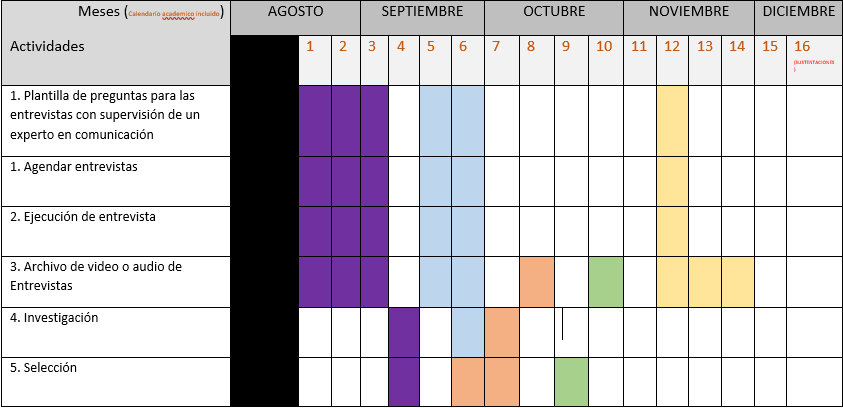 Meses (Calendario academico incluido) AGOSTO SEPTIEMBRE OCTUBRE NOVIEMBRE DICIEMBRE
Actividades 1 2 3 4 5 6 7 8 9 10 11 12 13 14 15 16
(SUSTENTACIONES
)
1. Plantilla de preguntas para las
entrevistas con supervisión de un
experto en comunicación
1. Agendar entrevistas
2. Ejecución de entrevista
3. Archivo de video o audio de
Entrevistas
4. Investigación
5. Selección